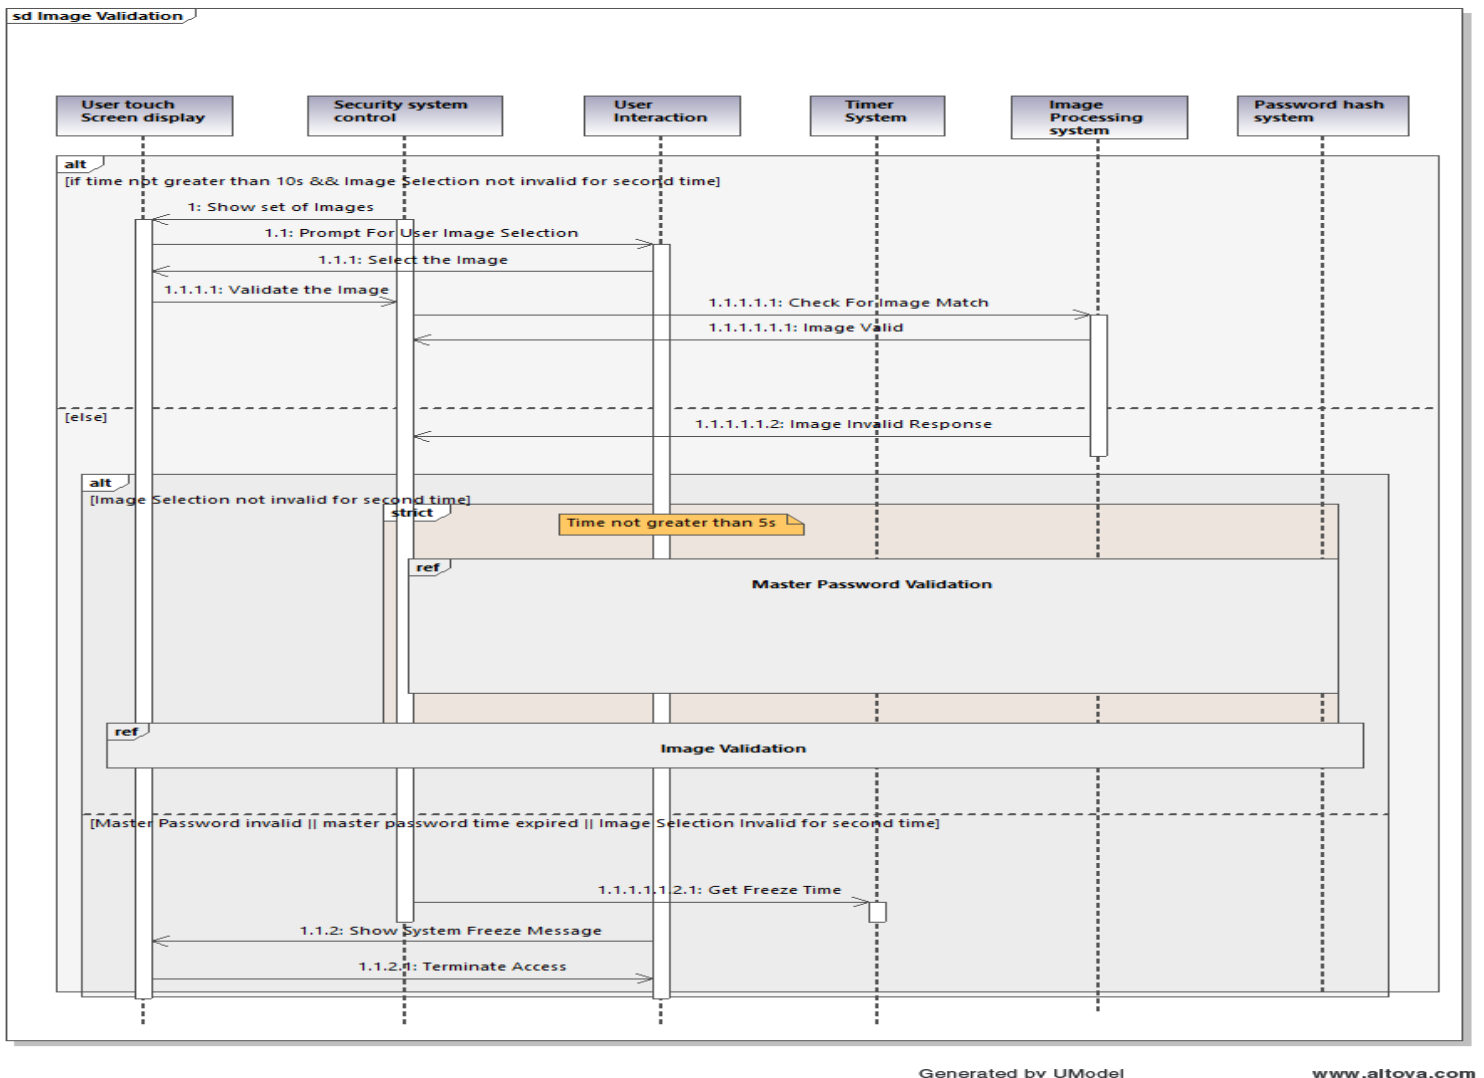 sd Image Validation
User touch
Screen display
Security system
control
User
Interaction
Timer
System
Image
Processing
system
Password hash
system
alt
[if time not greater than 10s && Image Selection not invalid for second time]
1: Show set of Images
1.1: Prompt For User Image Selection
1.1.1: Select the Image
1.1.1.1: Validate the Image
1.1.1.1.1: Check For Image Match
1.1.1.1.1.1: Image Valid
[else]
1.1.1.1.1.2: Image Invalid Response
alt
[Image Selection not invalid for second time]
strict
Time not greater than 5s
ref
Master Password Validation
ref
Image Validation
[Master Password invalid || master password time expired || Image Selection Invalid for second time]
1.1.1.1.1.2.1: Get Freeze Time
1.1.2: Show System Freeze Message
1.1.2.1: Terminate Access
Generated by UModel
www.altova.com